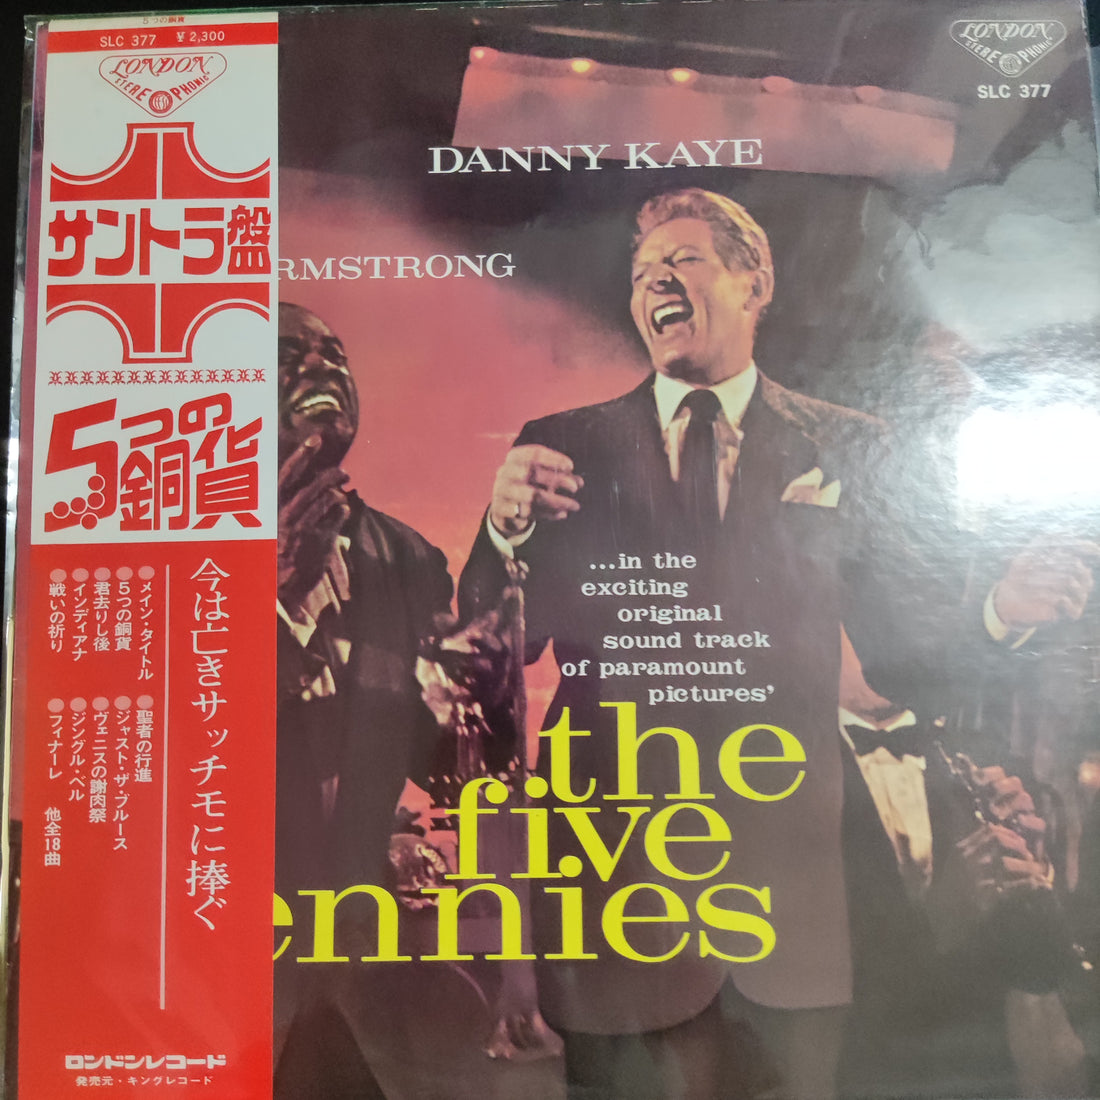 5つの銅貨
SLC 377 ¥2,300
LONDON
STEREOPHONIC
サントラ盤
5つの銅貨
今は亡きサッチモに捧ぐ
●メイン・タイトル
●5つの銅貨
●君去りし後
●インディアナ
●戦いの祈り
●聖者の行進
●ジャスト・ザ・ブルース
●ヴェニスの謝肉祭
●ジングル・ベル
●フィナーレ 他全18曲
ロンドンレコード
発売元・キングレコード
LONDON
STEREOPHONIC
SLC 377
DANNY KAYE
RMSTRONG
...in the
exciting
original
sound track
of paramount
pictures'
the
five
ennies